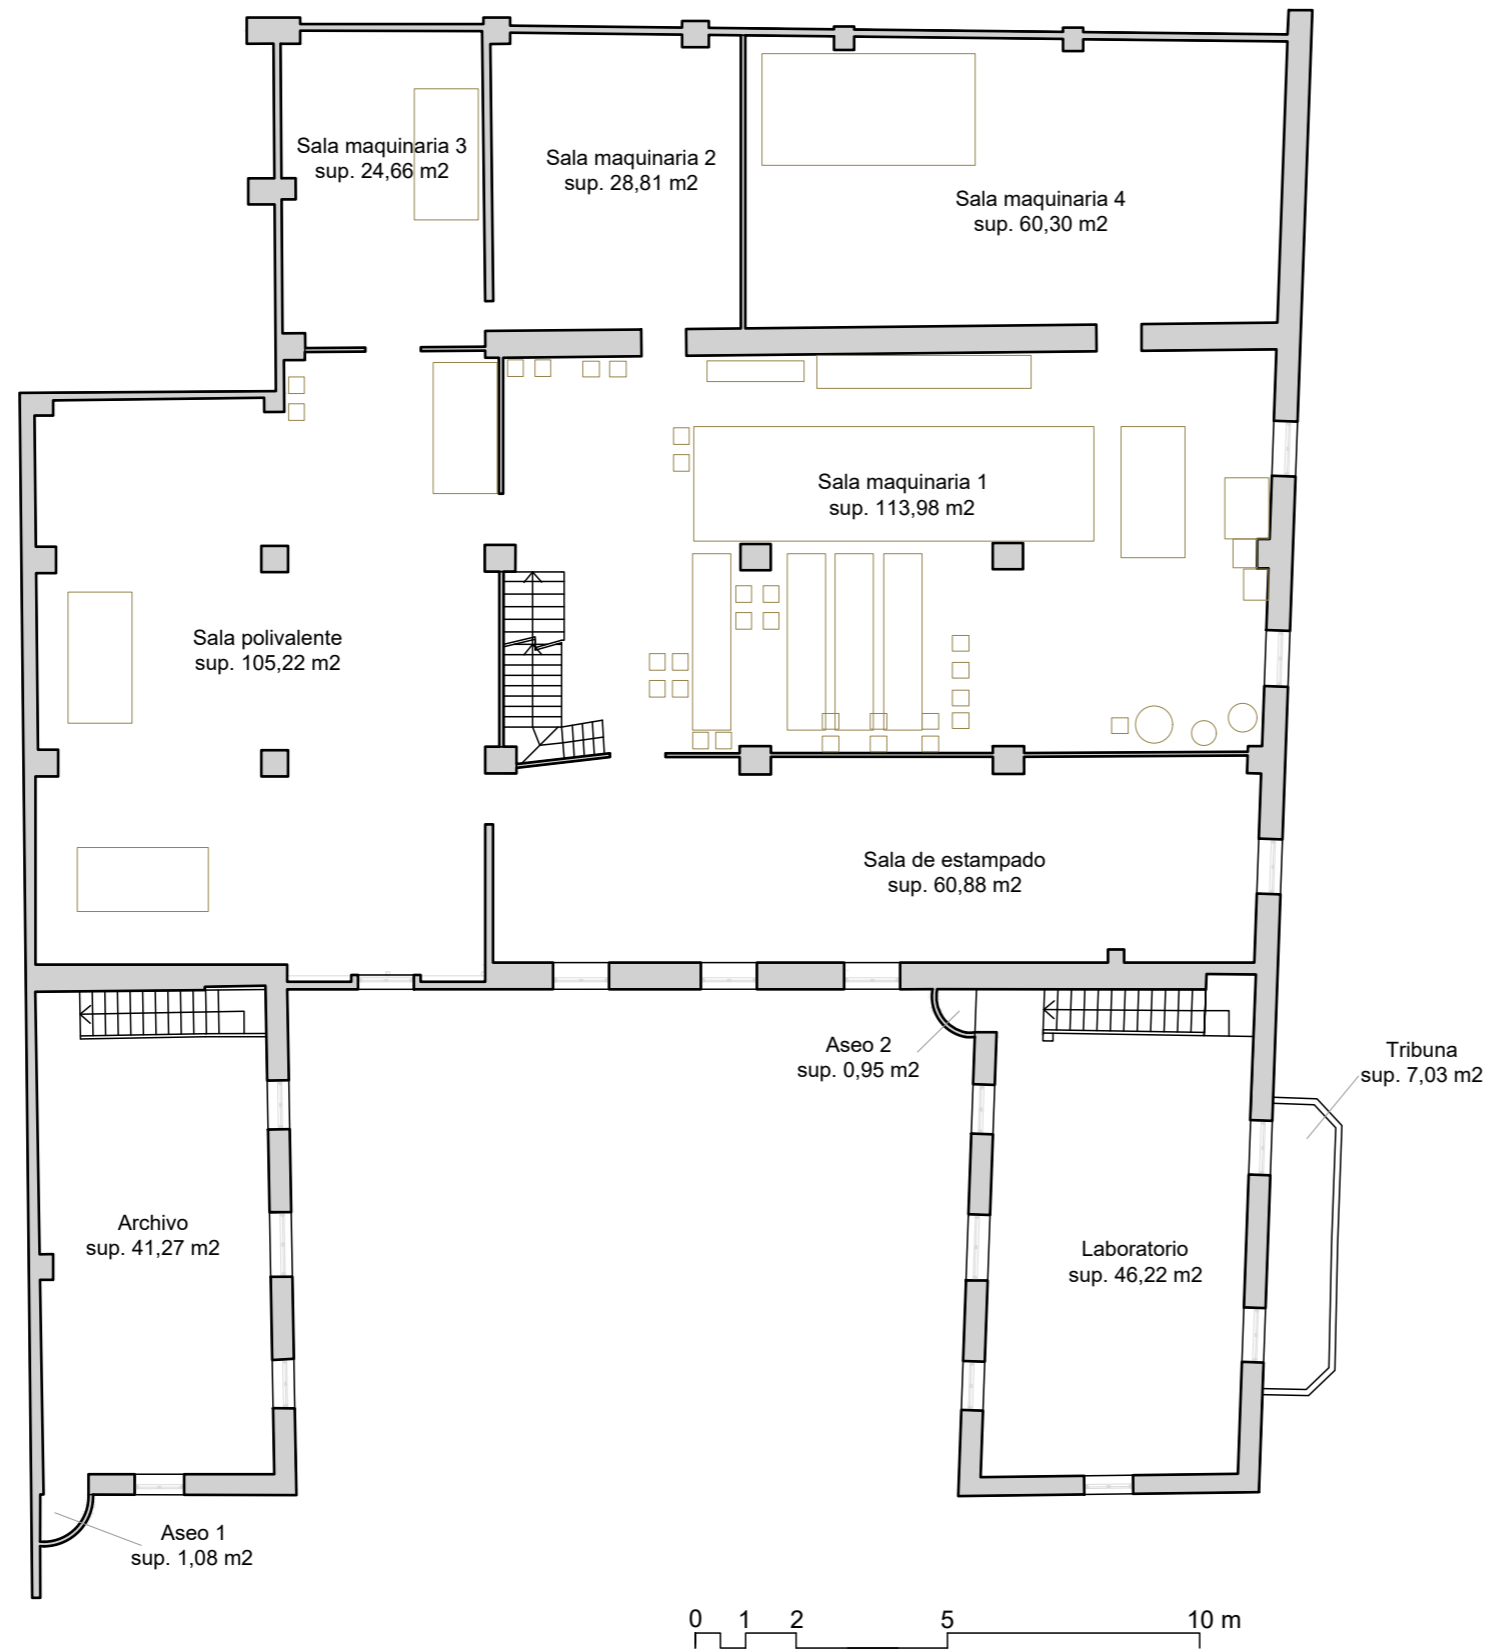 Sala maquinaria 3
sup. 24,66 m2
Sala maquinaria 2
sup. 28,81 m2
Sala maquinaria 4
sup. 60,30 m2
Sala maquinaria 1
sup. 113,98 m2
Sala polivalente
sup. 105,22 m2
Sala de estampado
sup. 60,88 m2
Aseo 2
sup. 0,95 m2
Tribuna
sup. 7,03 m2
Archivo
sup. 41,27 m2
Laboratorio
sup. 46,22 m2
Aseo 1
sup. 1,08 m2
0 1 2 5 10 m